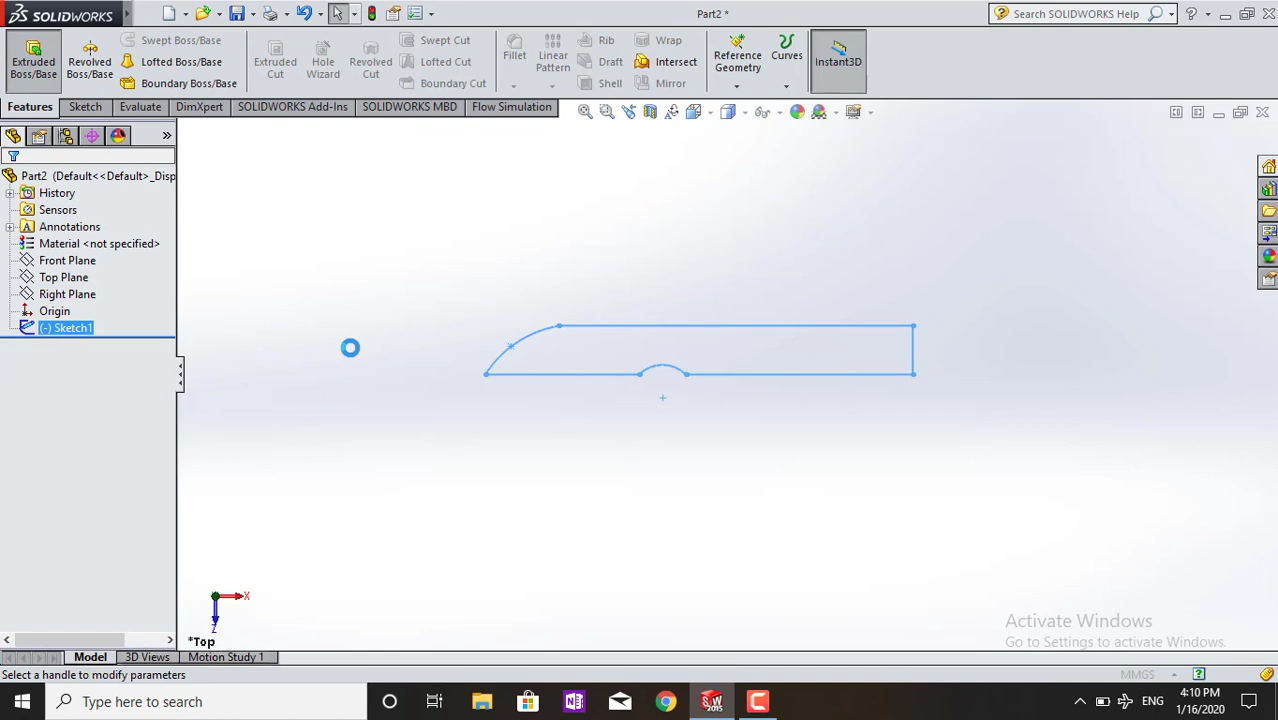 SOLIDWORKS
Part2 *
Search SOLIDWORKS Help
Extruded Boss/Base
Revolved Boss/Base
Swept Boss/Base
Lofted Boss/Base
Boundary Boss/Base
Extruded Cut
Hole Wizard
Revolved Cut
Swept Cut
Lofted Cut
Boundary Cut
Fillet
Linear Pattern
Rib
Draft
Shell
Wrap
Intersect
Mirror
Reference Geometry
Curves
Instant3D
Features
Sketch
Evaluate
DimXpert
SOLIDWORKS Add-Ins
SOLIDWORKS MBD
Flow Simulation
Part2 (Default<<Default>_Disp
History
Sensors
Annotations
Material <not specified>
Front Plane
Top Plane
Right Plane
Origin
(-) Sketch1
X
Z
*Top
Activate Windows
Go to Settings to activate Windows.
Model
3D Views
Motion Study 1
Select a handle to modify parameters
MMGS
Type here to search
SW 2015
ENG
4:10 PM
1/16/2020